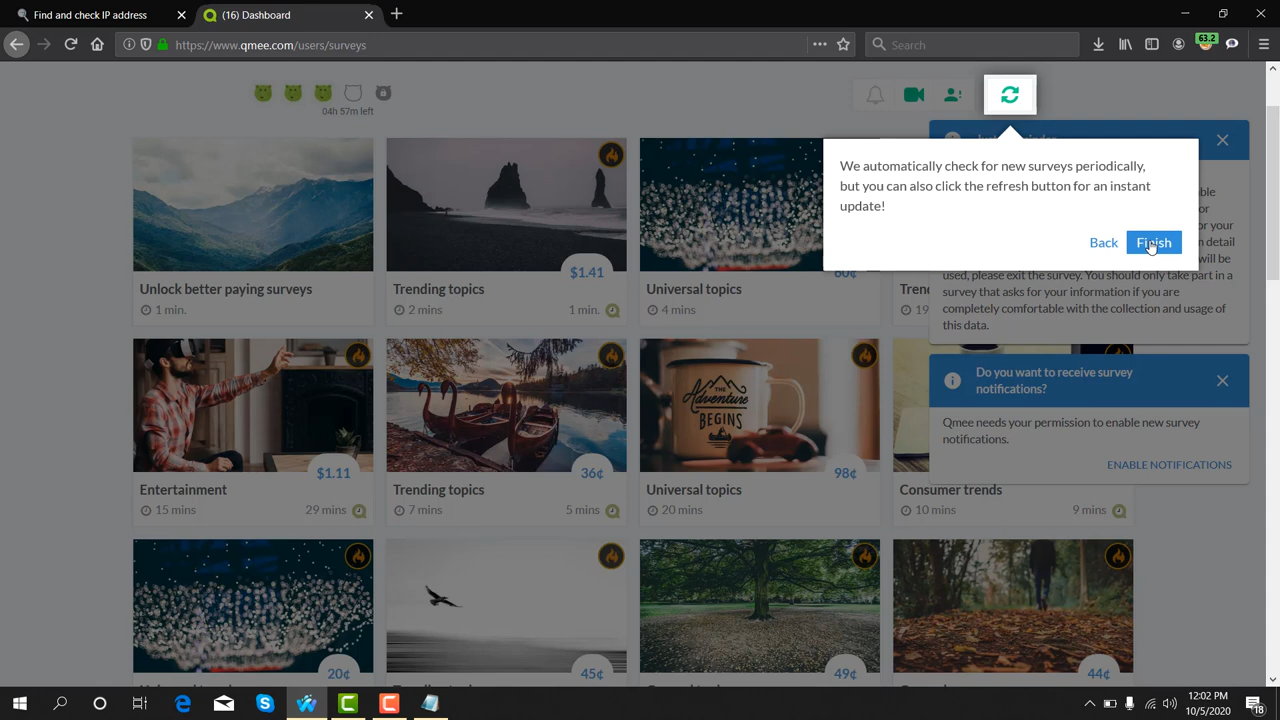 Find and check IP address
(16) Dashboard
https://www.qmee.com/users/surveys
Search
63.2
04h 57m left
We automatically check for new surveys periodically,
but you can also click the refresh button for an instant
update!
Back
Finish
used, please exit the survey. You should only take part in a
survey that asks for your information if you are
completely comfortable with the collection and usage of
this data.
$1.41
Unlock better paying surveys
1 min.
Trending topics
2 mins
1 min.
Universal topics
4 mins
Do you want to receive survey
notifications?
Qmee needs your permission to enable new survey
notifications.
ENABLE NOTIFICATIONS
THE
Adventure
BEGINS
$1.11
36¢
98¢
Entertainment
15 mins
29 mins
Trending topics
7 mins
5 mins
Universal topics
20 mins
Consumer trends
10 mins
9 mins
20¢
45¢
49¢
44¢
12:02 PM
10/5/2020
18